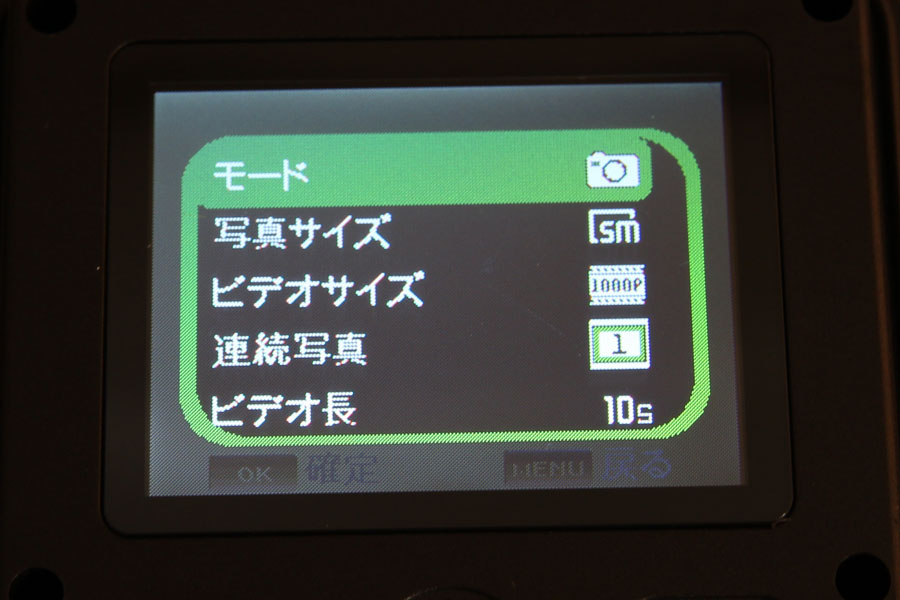 モード
写真サイズ 5M
ビデオサイズ 1080P
連続写真 1
ビデオ長 10s
OK 確定 MENU 戻る